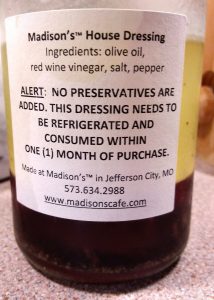 Madison's™ House Dressing
Ingredients: olive oil,
red wine vinegar, salt, pepper
ALERT: NO PRESERVATIVES ARE
ADDED. THIS DRESSING NEEDS TO
BE REFRIGERATED AND
CONSUMED WITHIN
ONE (1) MONTH OF PURCHASE.
Made at Madison's™ in Jefferson City, MO
573.634.2988
www.madisonscafe.com